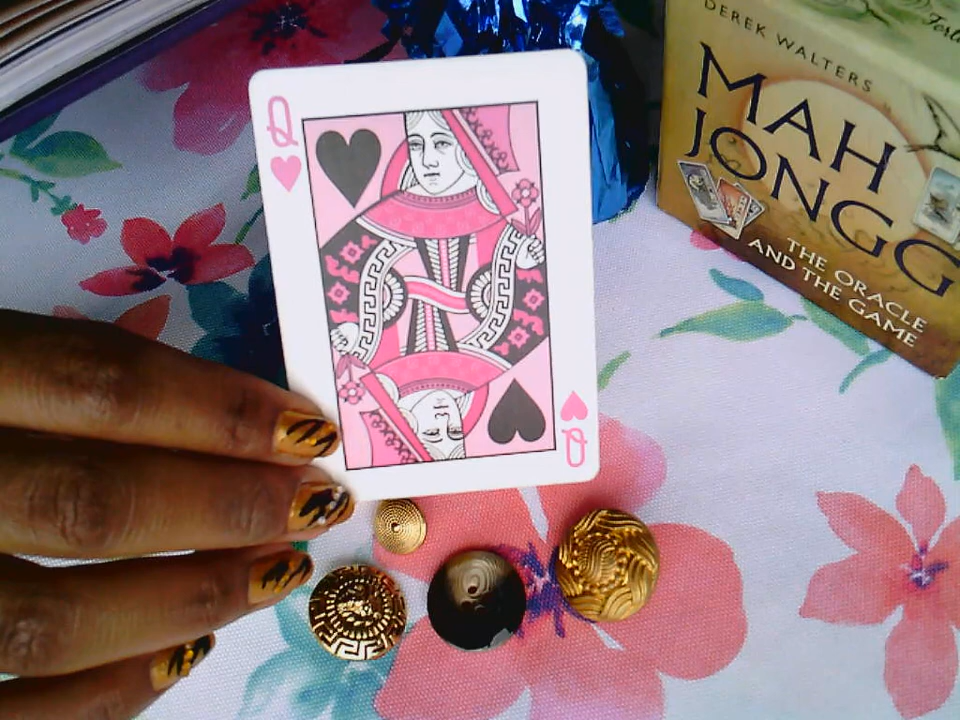 Q
DEREK WALTERS
MAH
JONGG
THE ORACLE
AND THE GAME
Q